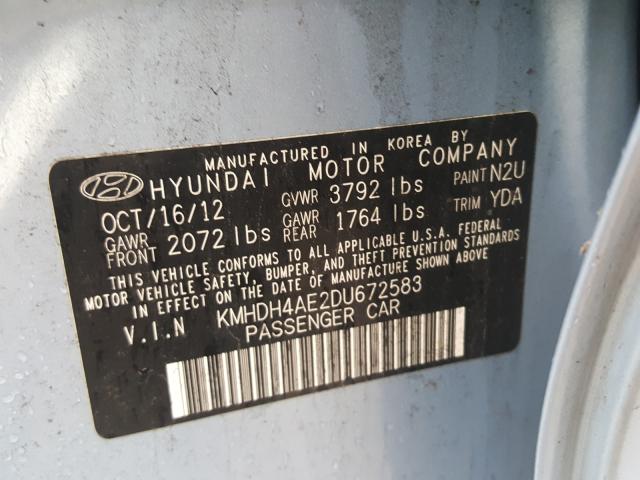 MANUFACTURED IN KOREA BY
HYUNDAI MOTOR COMPANY
OCT/16/12 GVWR 3792 lbs PAINT N2U
GAWR FRONT 2072 lbs GAWR REAR 1764 lbs TRIM YDA
THIS VEHICLE CONFORMS TO ALL APPLICABLE U.S.A. FEDERAL
MOTOR VEHICLE SAFETY, BUMPER, AND THEFT PREVENTION STANDARDS
IN EFFECT ON THE DATE OF MANUFACTURE SHOWN ABOVE.
V.I.N KMHDH4AE2DU672583
PASSENGER CAR